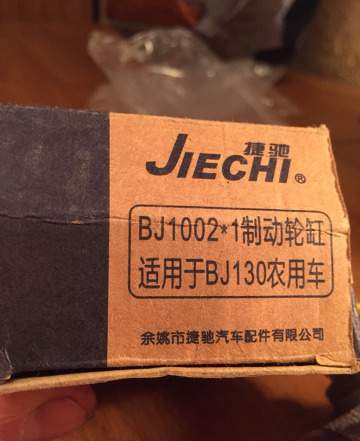 捷驰
JIECHI®
BJ1002*1制动轮缸
适用于BJ130农用车
余姚市捷驰汽车配件有限公司